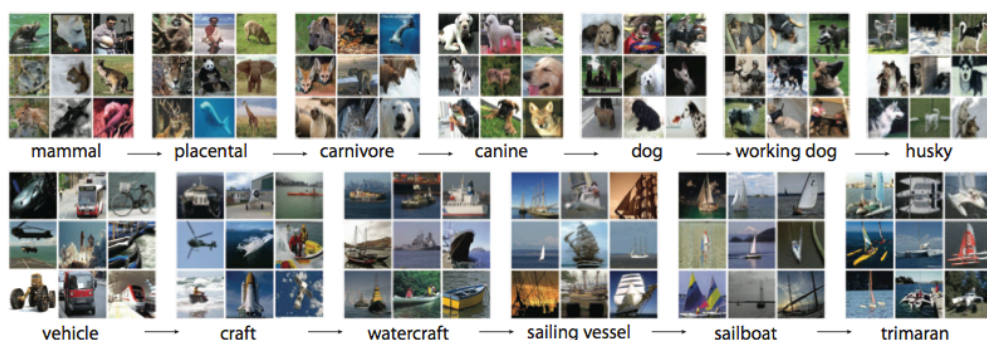 mammal → placental → carnivore → canine → dog → working dog → husky
vehicle → craft → watercraft → sailing vessel → sailboat → trimaran